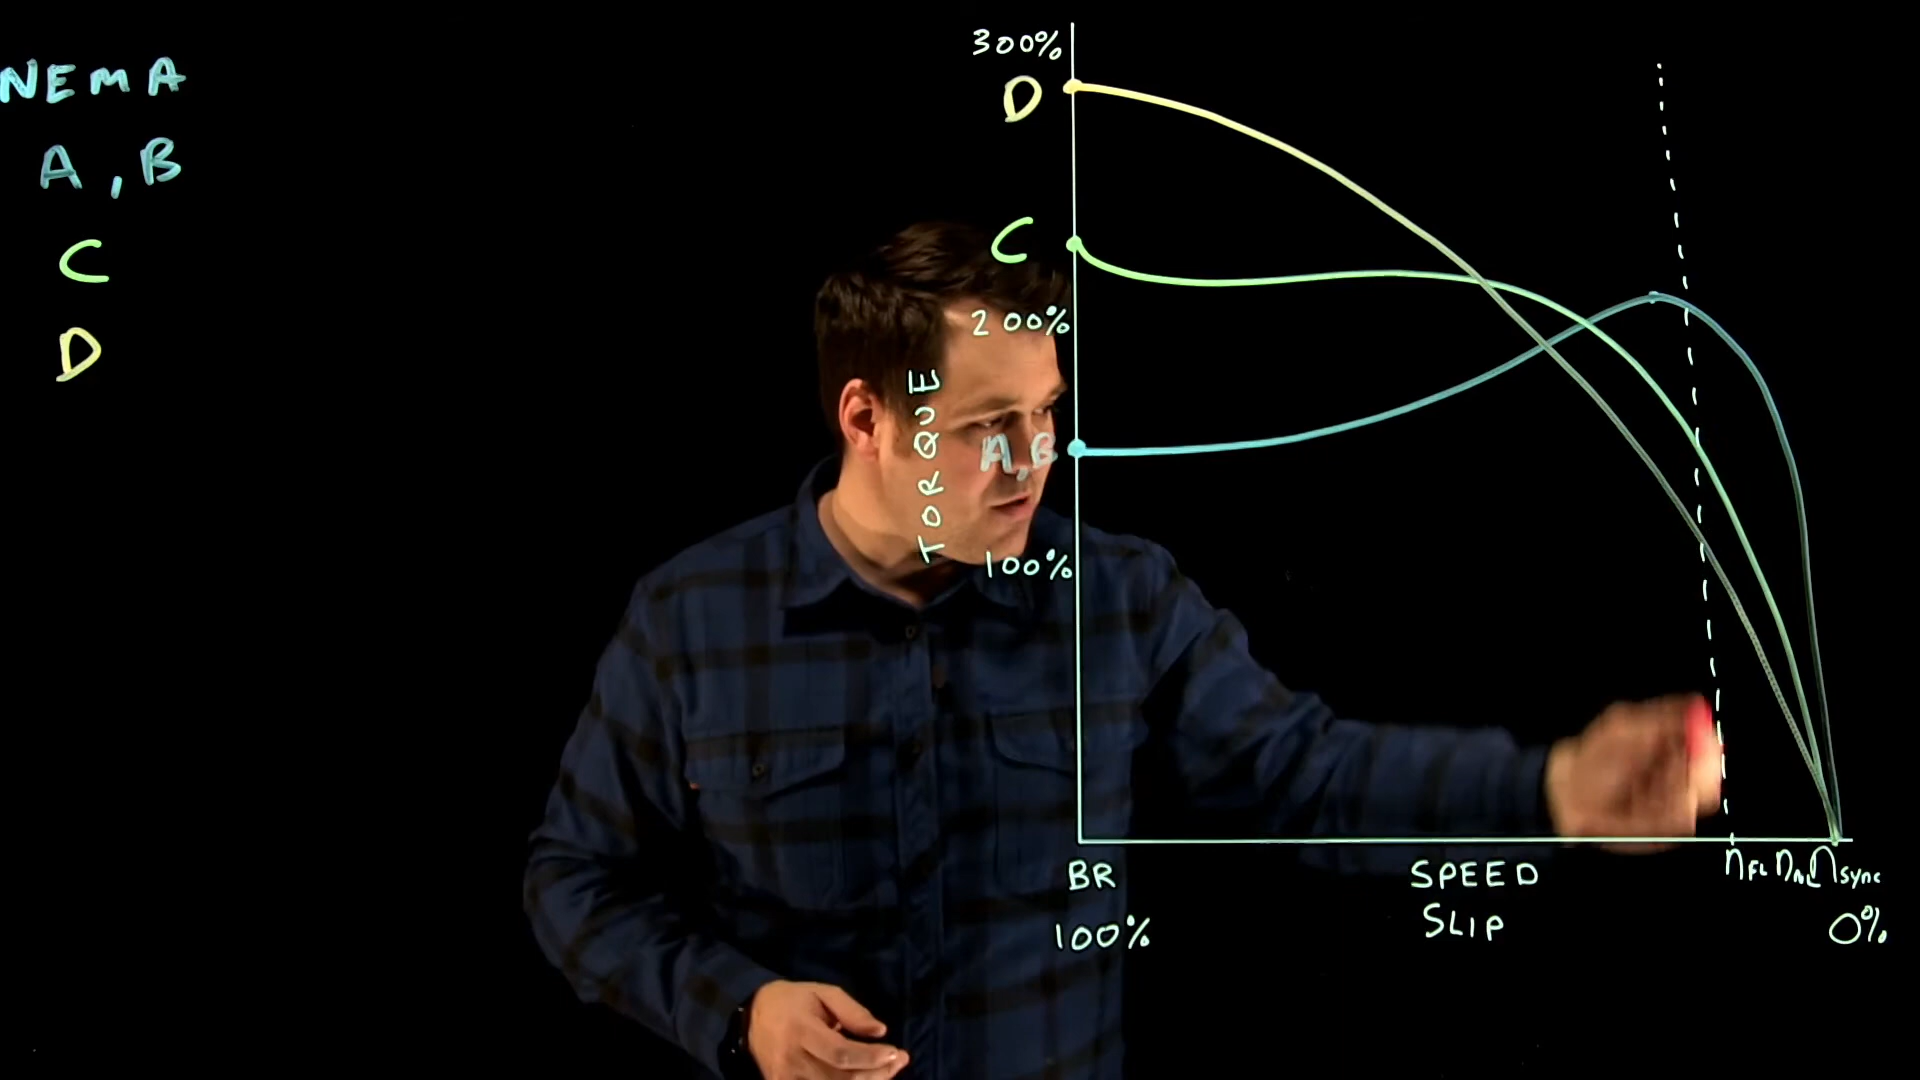 NEMA
A, B
C
D
300%
D
C
200%
TORQUE
A,B
100%
BR
SPEED
nFL nNL nsync
100%
SLIP
0%